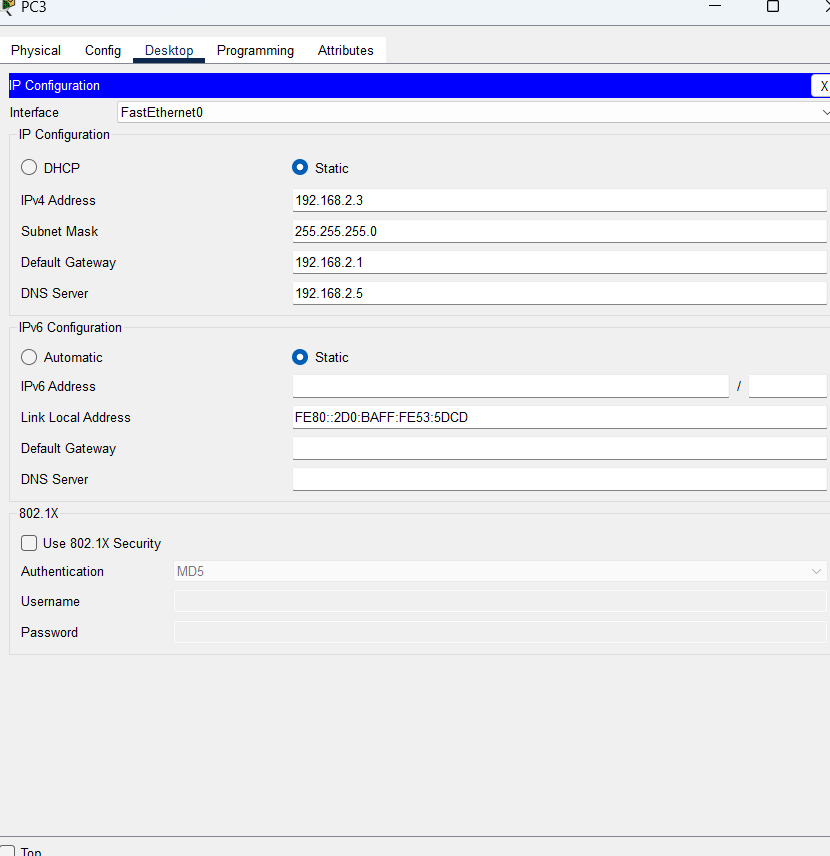 PC3
Physical Config Desktop Programming Attributes
IP Configuration X
Interface FastEthernet0
IP Configuration
DHCP Static
IPv4 Address 192.168.2.3
Subnet Mask 255.255.255.0
Default Gateway 192.168.2.1
DNS Server 192.168.2.5
IPv6 Configuration
Automatic Static
IPv6 Address /
Link Local Address FE80::2D0:BAFF:FE53:5DCD
Default Gateway
DNS Server
802.1X
Use 802.1X Security
Authentication MD5
Username
Password
Top